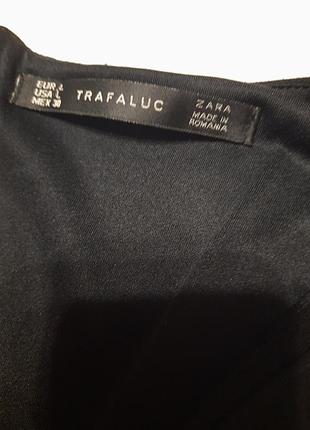 EUR L
USA L
MEX 30
TRAFALUC
ZARA
MADE IN
ROMANIA